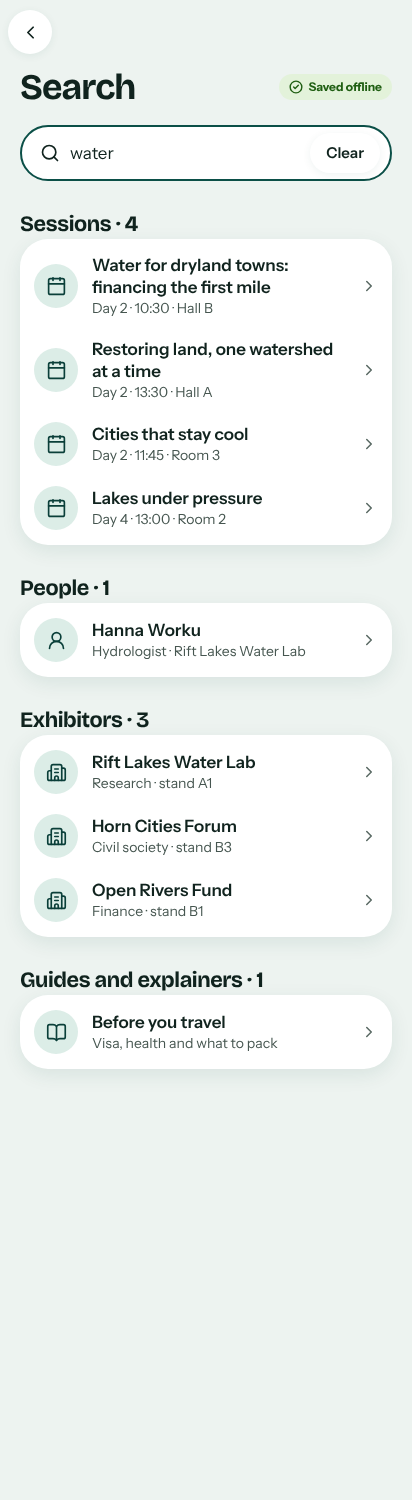 Search
Saved offline
water
Clear
Sessions · 4
Water for dryland towns:
financing the first mile
Day 2 · 10:30 · Hall B
Restoring land, one watershed
at a time
Day 2 · 13:30 · Hall A
Cities that stay cool
Day 2 · 11:45 · Room 3
Lakes under pressure
Day 4 · 13:00 · Room 2
People · 1
Hanna Worku
Hydrologist · Rift Lakes Water Lab
Exhibitors · 3
Rift Lakes Water Lab
Research · stand A1
Horn Cities Forum
Civil society · stand B3
Open Rivers Fund
Finance · stand B1
Guides and explainers · 1
Before you travel
Visa, health and what to pack